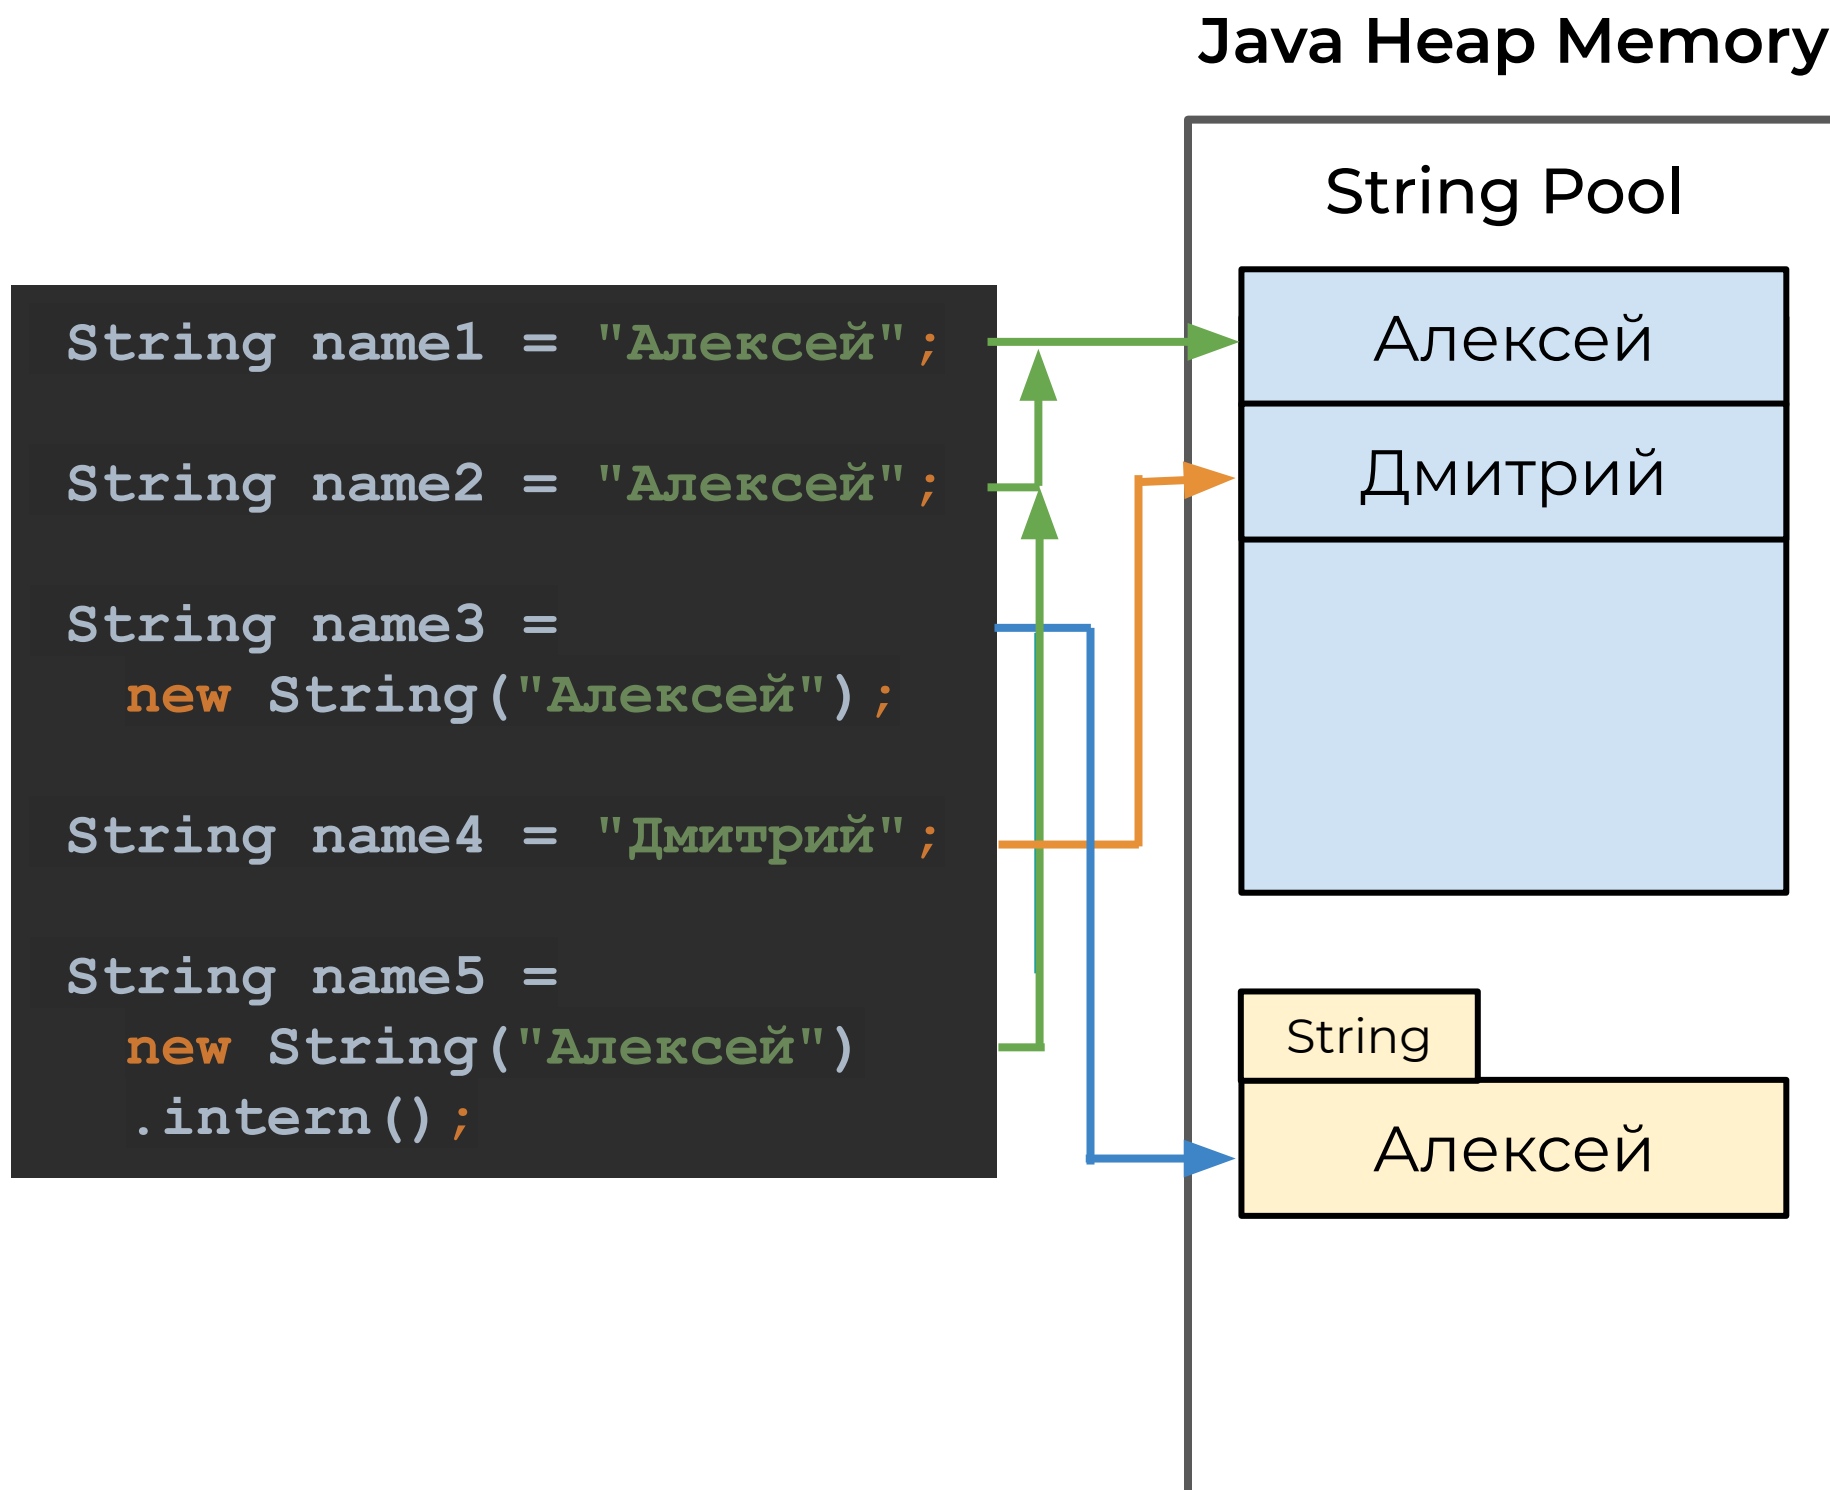 Java Heap Memory
String Pool
String name1 = "Алексей";
String name2 = "Алексей";
String name3 =
new String("Алексей");
String name4 = "Дмитрий";
String name5 =
new String("Алексей")
.intern();
Алексей
Дмитрий
String
Алексей